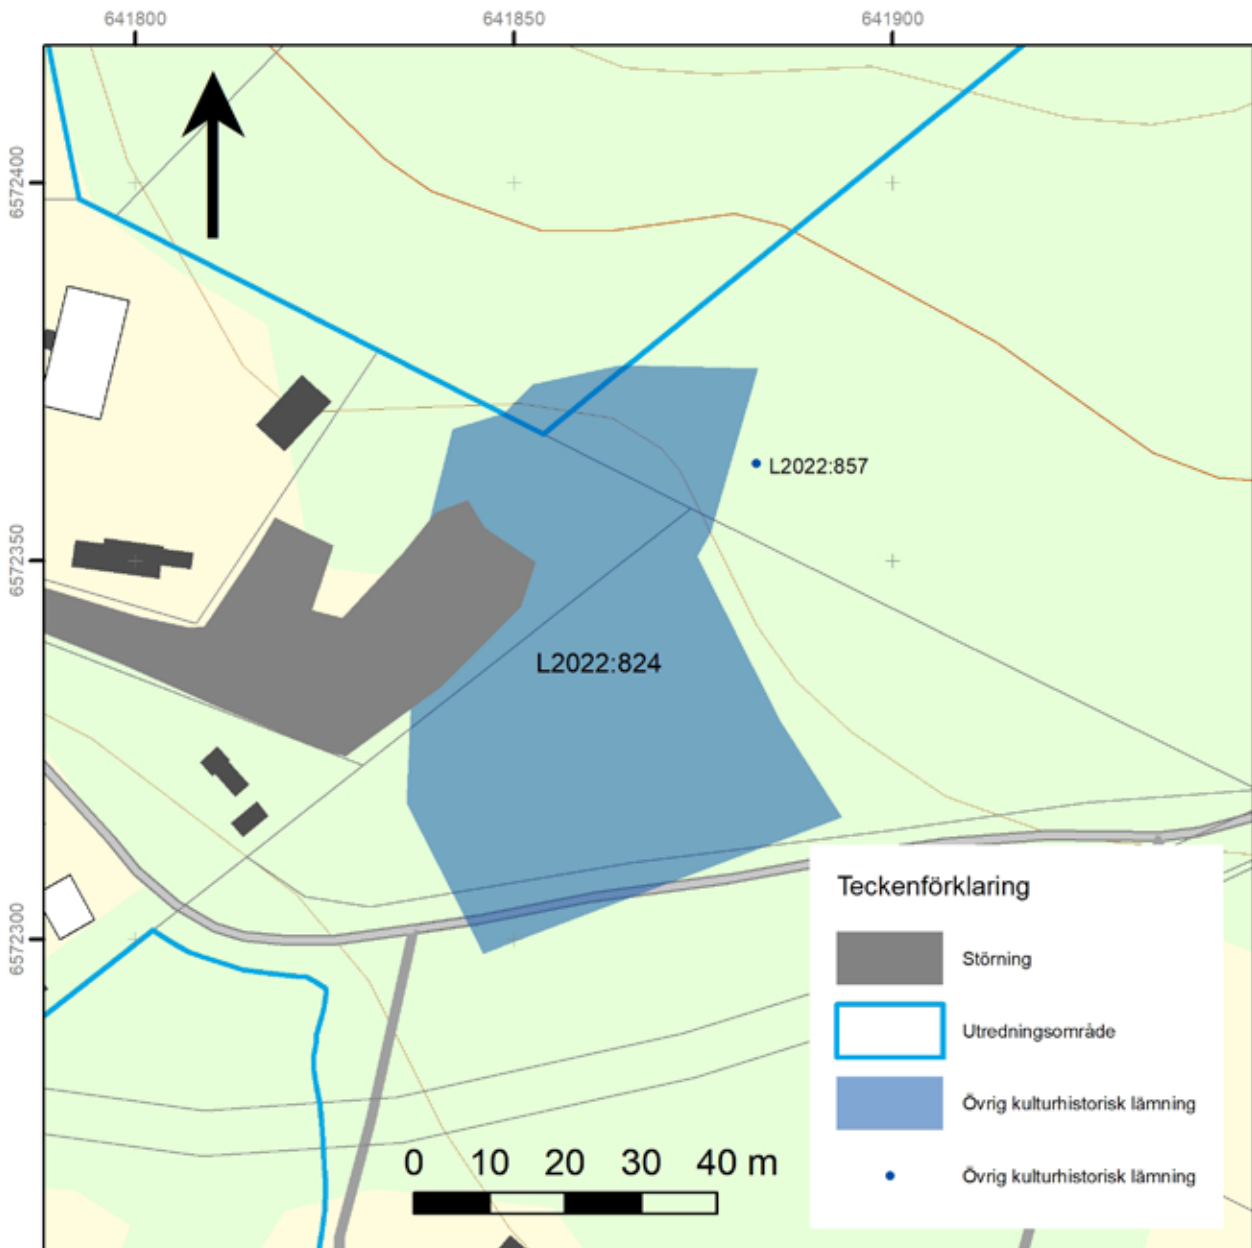 641800 641850 641900
6572400
6572350
6572300
L2022:857
L2022:824
Teckenförklaring
Störning
Utredningsområde
Övrig kulturhistorisk lämning
Övrig kulturhistorisk lämning
0 10 20 30 40 m